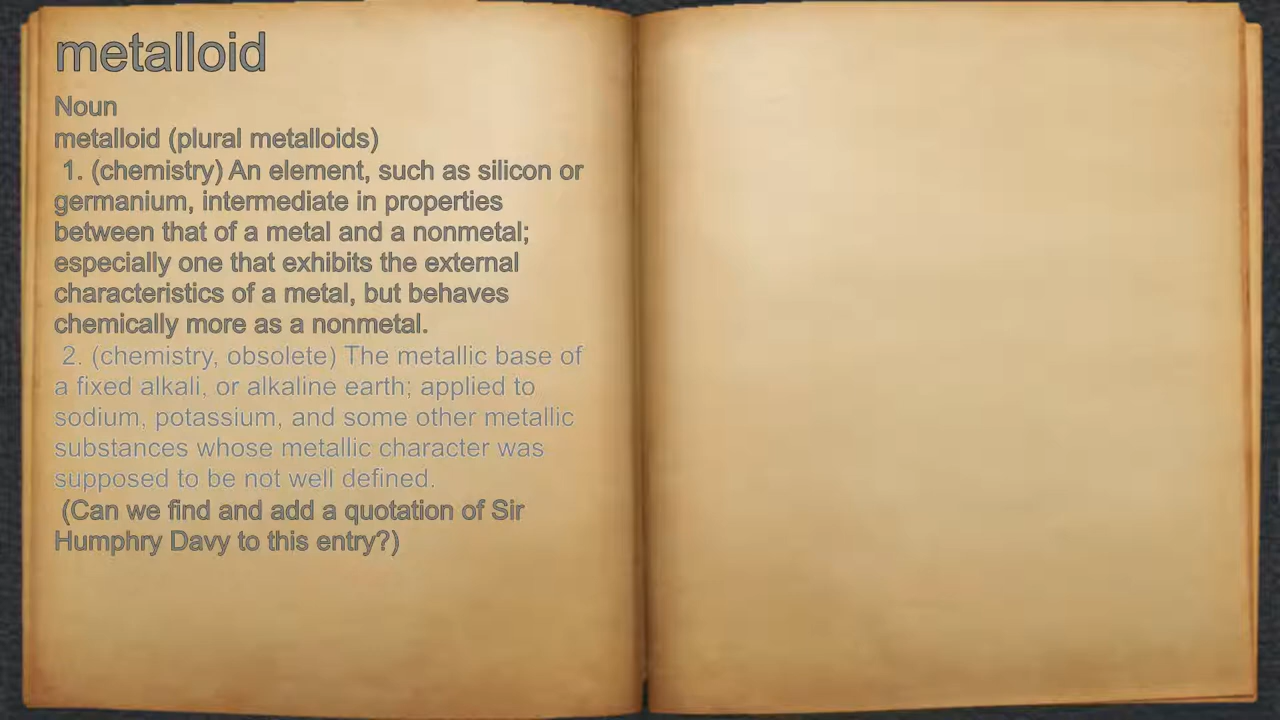 metalloid
Noun
metalloid (plural metalloids)
1. (chemistry) An element, such as silicon or
germanium, intermediate in properties
between that of a metal and a nonmetal;
especially one that exhibits the external
characteristics of a metal, but behaves
chemically more as a nonmetal.
2. (chemistry, obsolete) The metallic base of
a fixed alkali, or alkaline earth; applied to
sodium, potassium, and some other metallic
substances whose metallic character was
supposed to be not well defined.
(Can we find and add a quotation of Sir
Humphry Davy to this entry?)